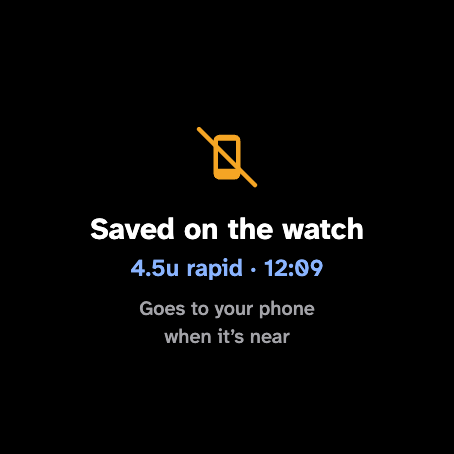 Saved on the watch
4.5u rapid · 12:09
Goes to your phone
when it’s near